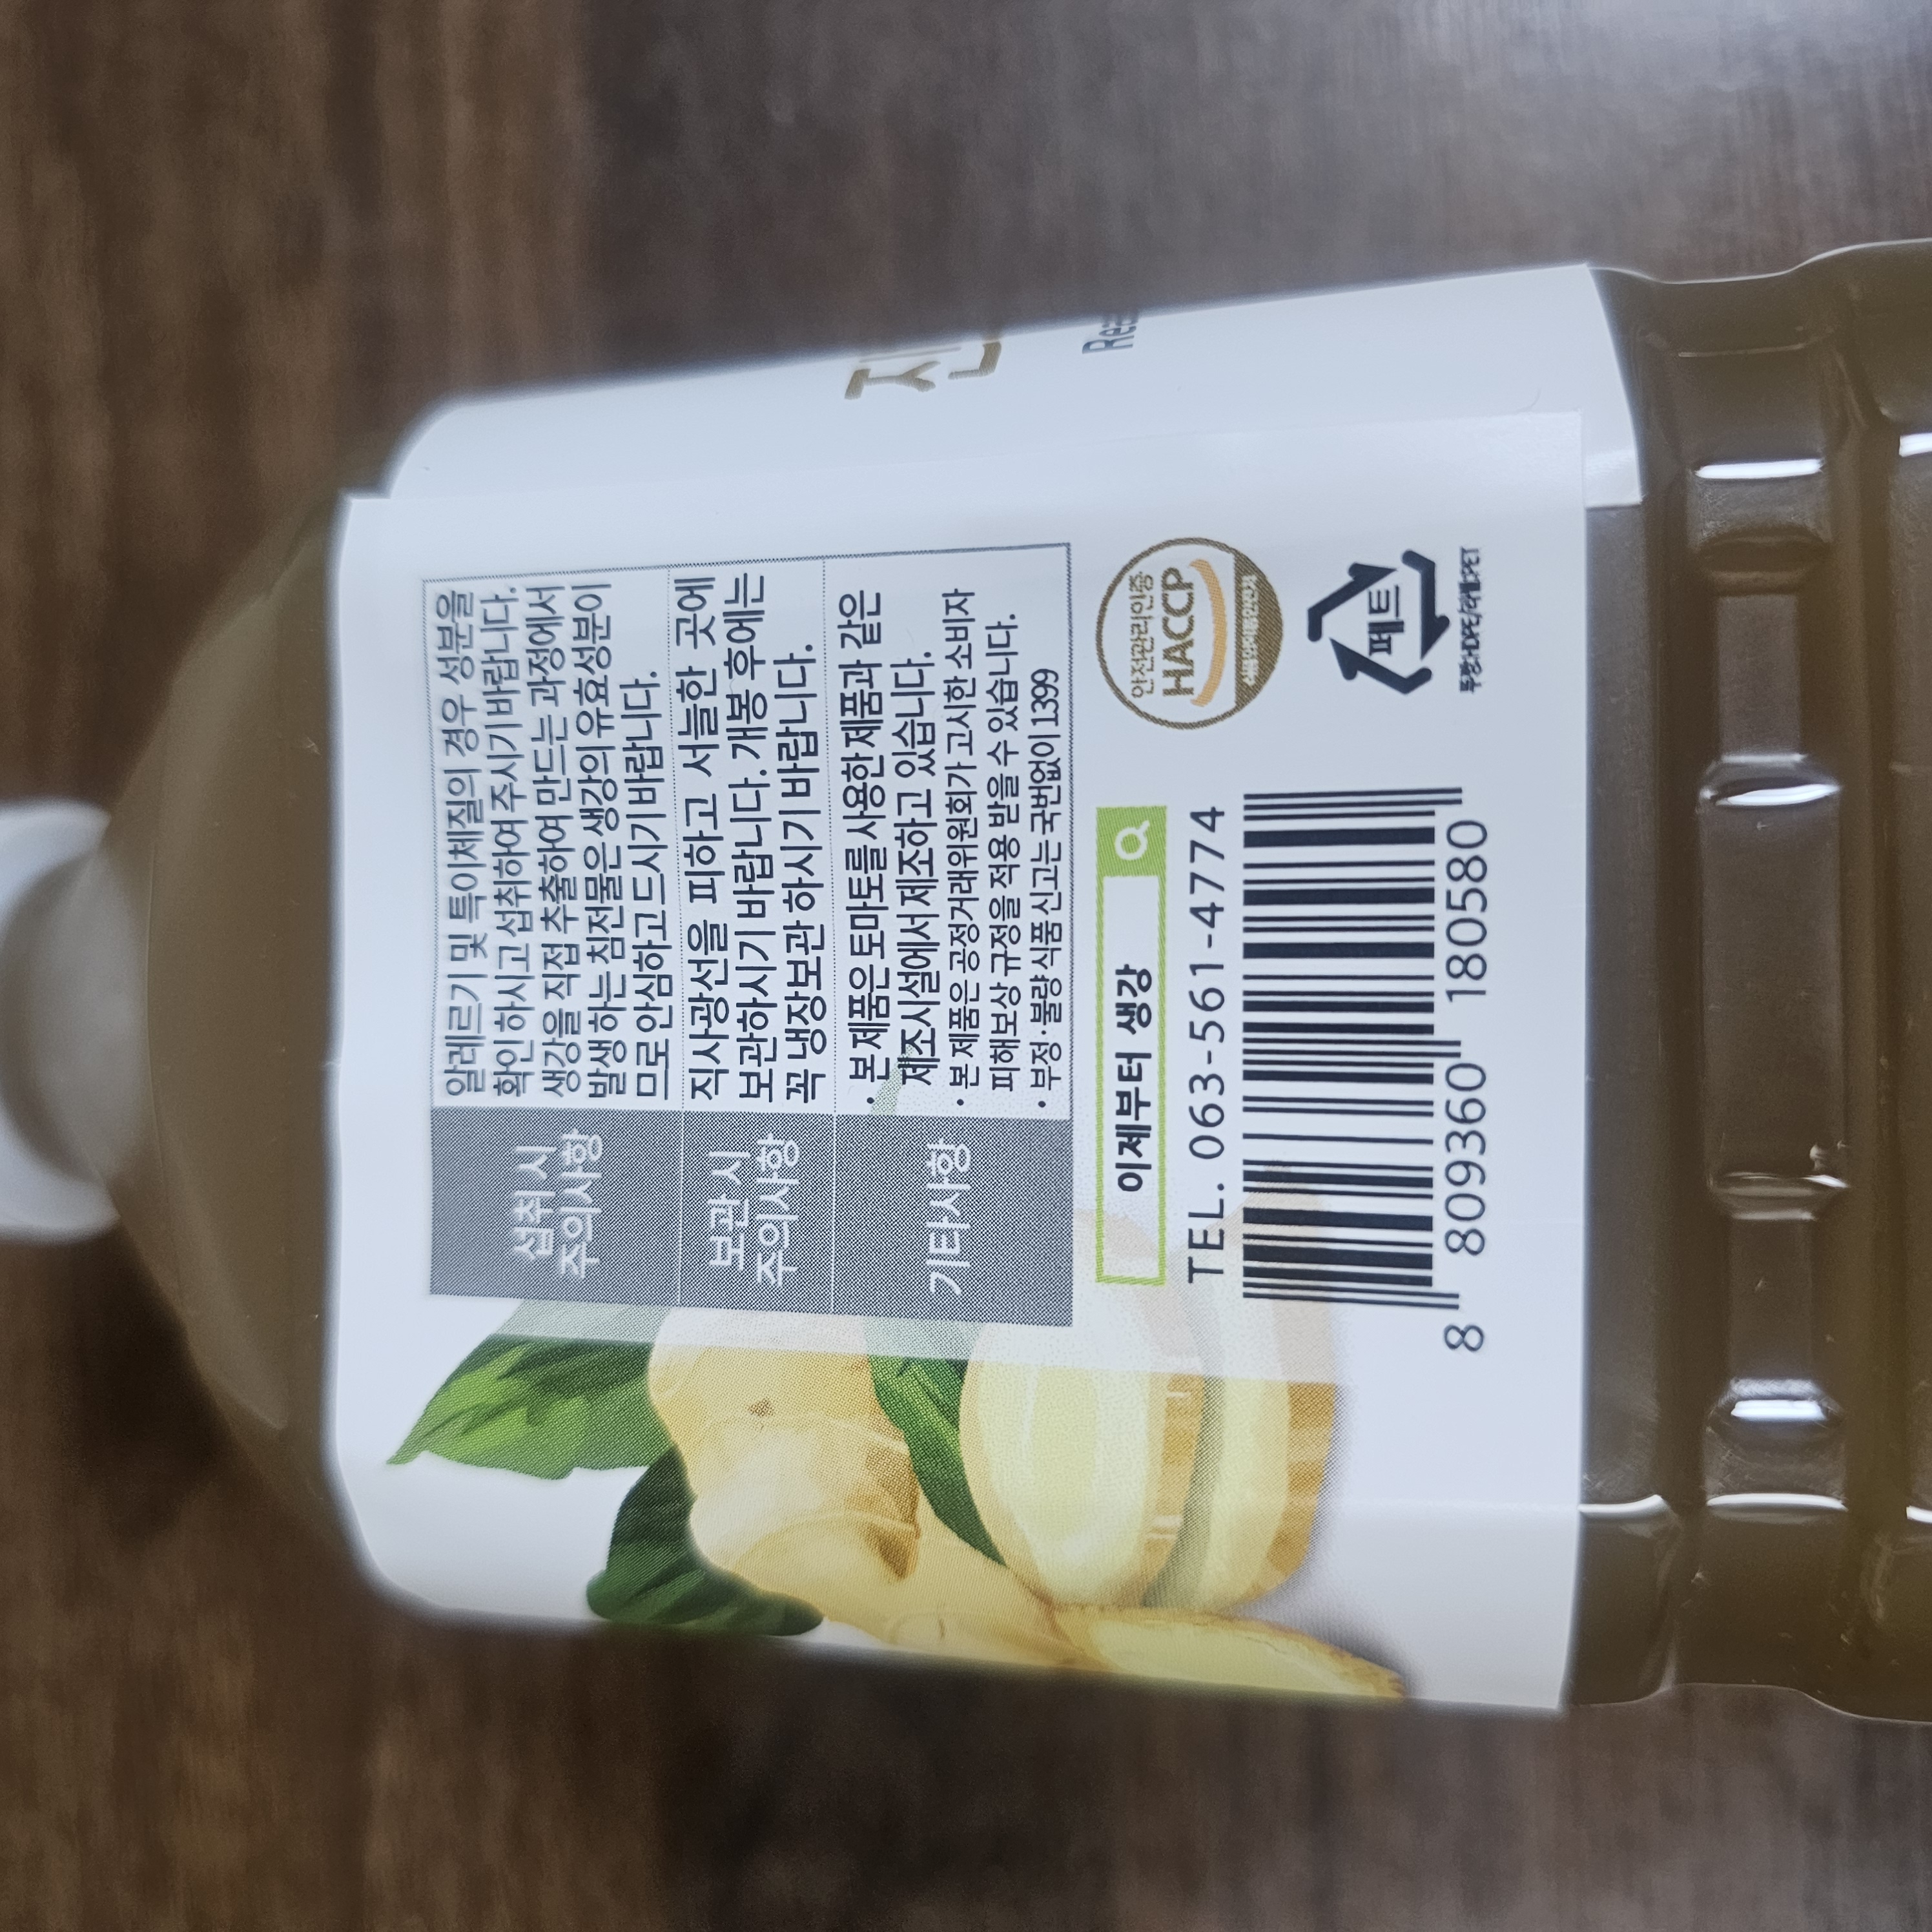 섭취 시
주의사항
알레르기 및 특이체질의 경우 성분을
확인 하시고 섭취하여 주시기 바랍니다.
생강을 직접 추출하여 만드는 과정에서
발생 하는 침전물은 생강의 유효성분이
므로 안심하고 드시기 바랍니다.
보관 시
주의사항
직사광선을 피하고 서늘한 곳에
보관하시기 바랍니다. 개봉 후에는
꼭 냉장보관 하시기 바랍니다.
기타사항
· 본 제품은 토마토를 사용한 제품과 같은
제조시설에서 제조하고 있습니다.
· 본 제품은 공정거래위원회가 고시한 소비자
피해보상 규정을 적용 받을 수 있습니다.
· 부정·불량 식품 신고는 국번없이 1399
이제부터 생강
TEL. 063-561-4774
8 809360 180580
안전관리인증
HACCP
식품의약품안전처
페트
진
Rea